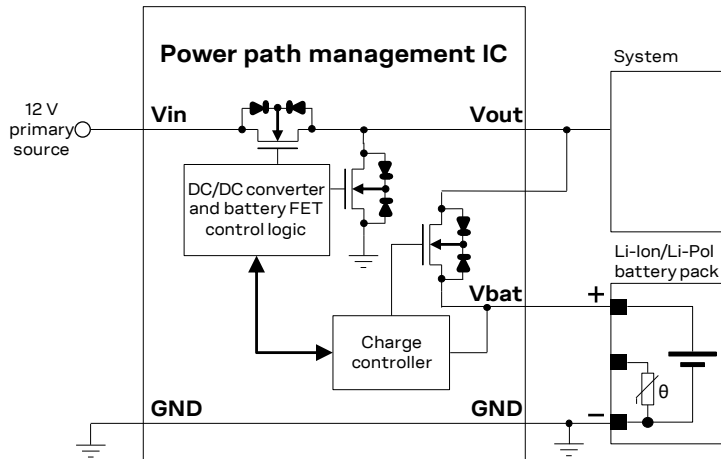 Power path management IC
System
12 V
primary
source
Vin
Vout
DC/DC converter
and battery FET
control logic
Li-Ion/Li-Pol
battery pack
Vbat
+
Charge
controller
θ
GND
GND
−